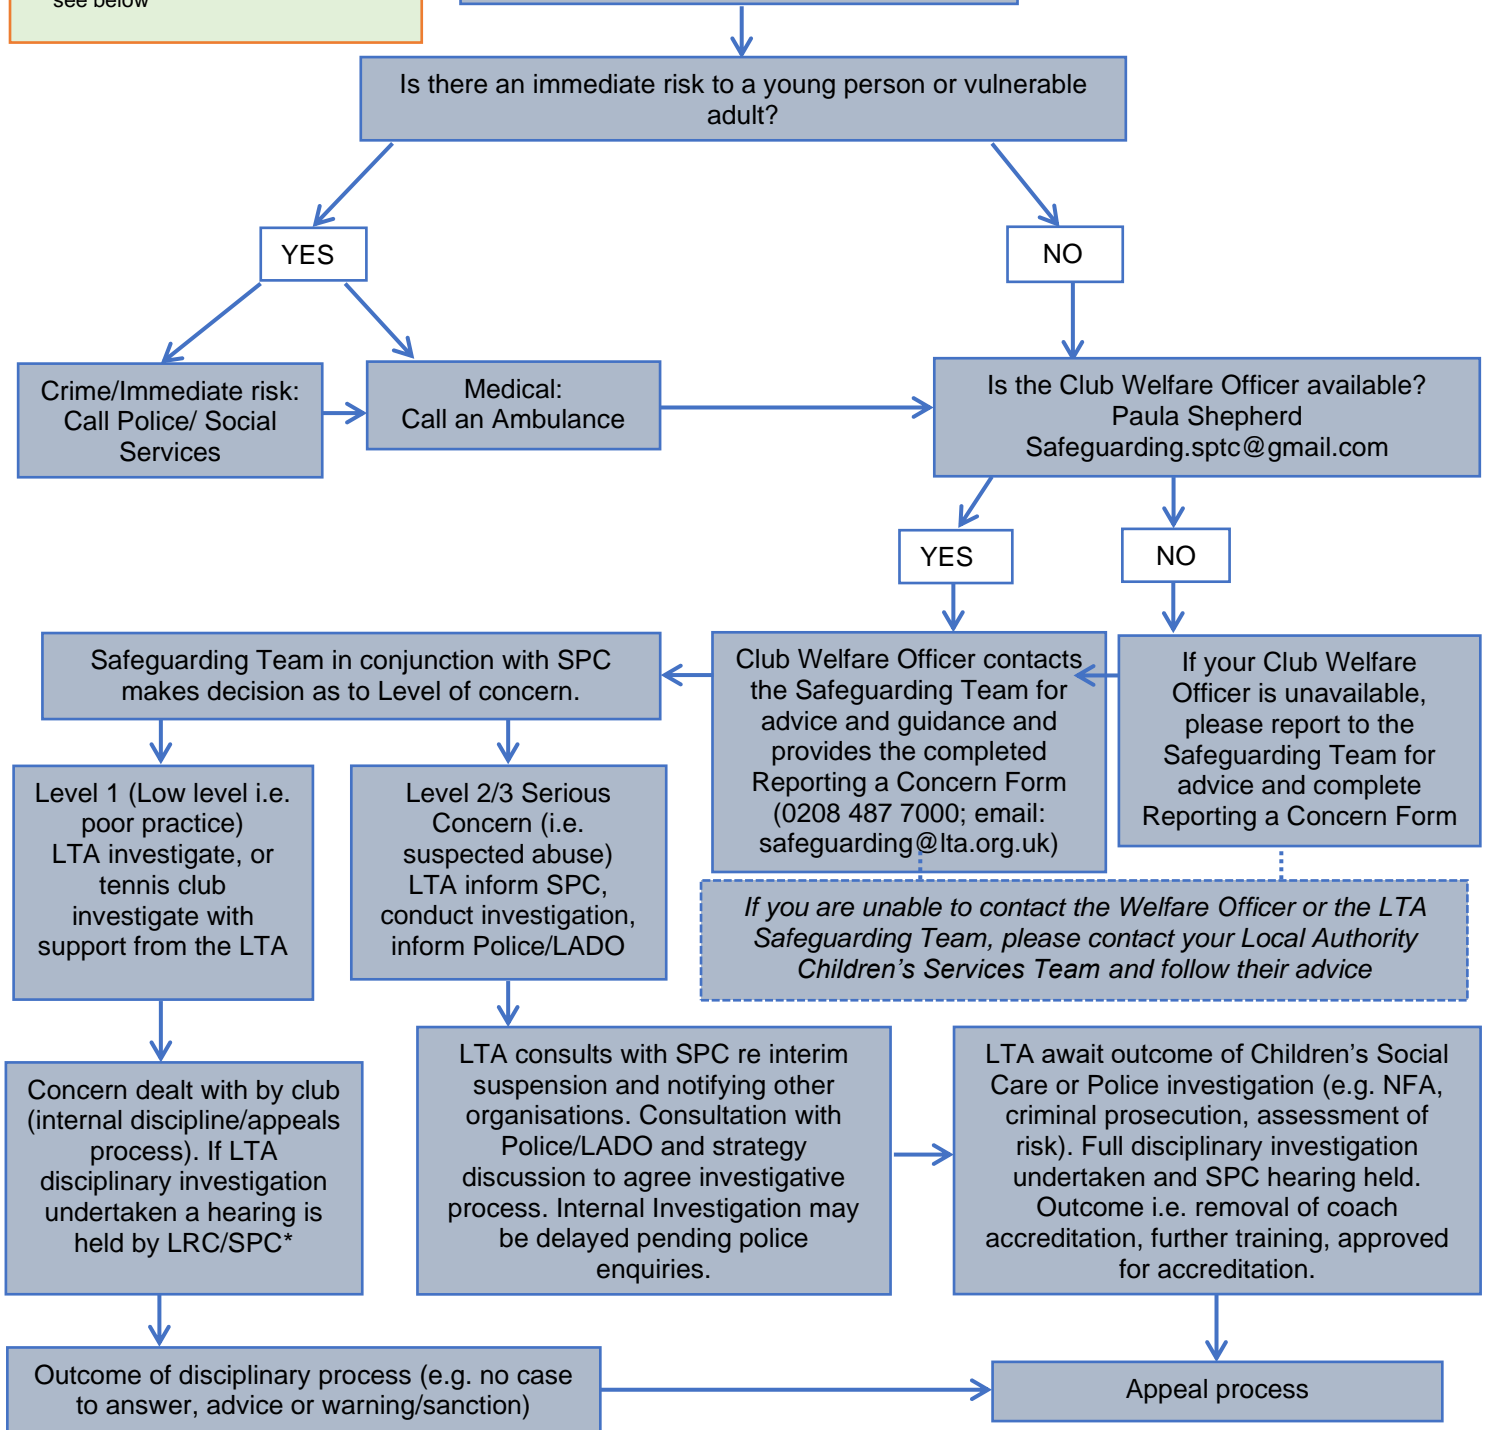 see below
Is there an immediate risk to a young person or vulnerable
adult?
YES
NO
Crime/Immediate risk:
Call Police/ Social
Services
Medical:
Call an Ambulance
Is the Club Welfare Officer available?
Paula Shepherd
Safeguarding.sptc@gmail.com
YES
NO
Safeguarding Team in conjunction with SPC
makes decision as to Level of concern.
Club Welfare Officer contacts
the Safeguarding Team for
advice and guidance and
provides the completed
Reporting a Concern Form
(0208 487 7000; email:
safeguarding@lta.org.uk)
If your Club Welfare
Officer is unavailable,
please report to the
Safeguarding Team for
advice and complete
Reporting a Concern Form
Level 1 (Low level i.e.
poor practice)
LTA investigate, or
tennis club
investigate with
support from the LTA
Level 2/3 Serious
Concern (i.e.
suspected abuse)
LTA inform SPC,
conduct investigation,
inform Police/LADO
If you are unable to contact the Welfare Officer or the LTA
Safeguarding Team, please contact your Local Authority
Children’s Services Team and follow their advice
Concern dealt with by club
(internal discipline/appeals
process). If LTA
disciplinary investigation
undertaken a hearing is
held by LRC/SPC*
LTA consults with SPC re interim
suspension and notifying other
organisations. Consultation with
Police/LADO and strategy
discussion to agree investigative
process. Internal Investigation may
be delayed pending police
enquiries.
LTA await outcome of Children’s Social
Care or Police investigation (e.g. NFA,
criminal prosecution, assessment of
risk). Full disciplinary investigation
undertaken and SPC hearing held.
Outcome i.e. removal of coach
accreditation, further training, approved
for accreditation.
Outcome of disciplinary process (e.g. no case
to answer, advice or warning/sanction)
Appeal process